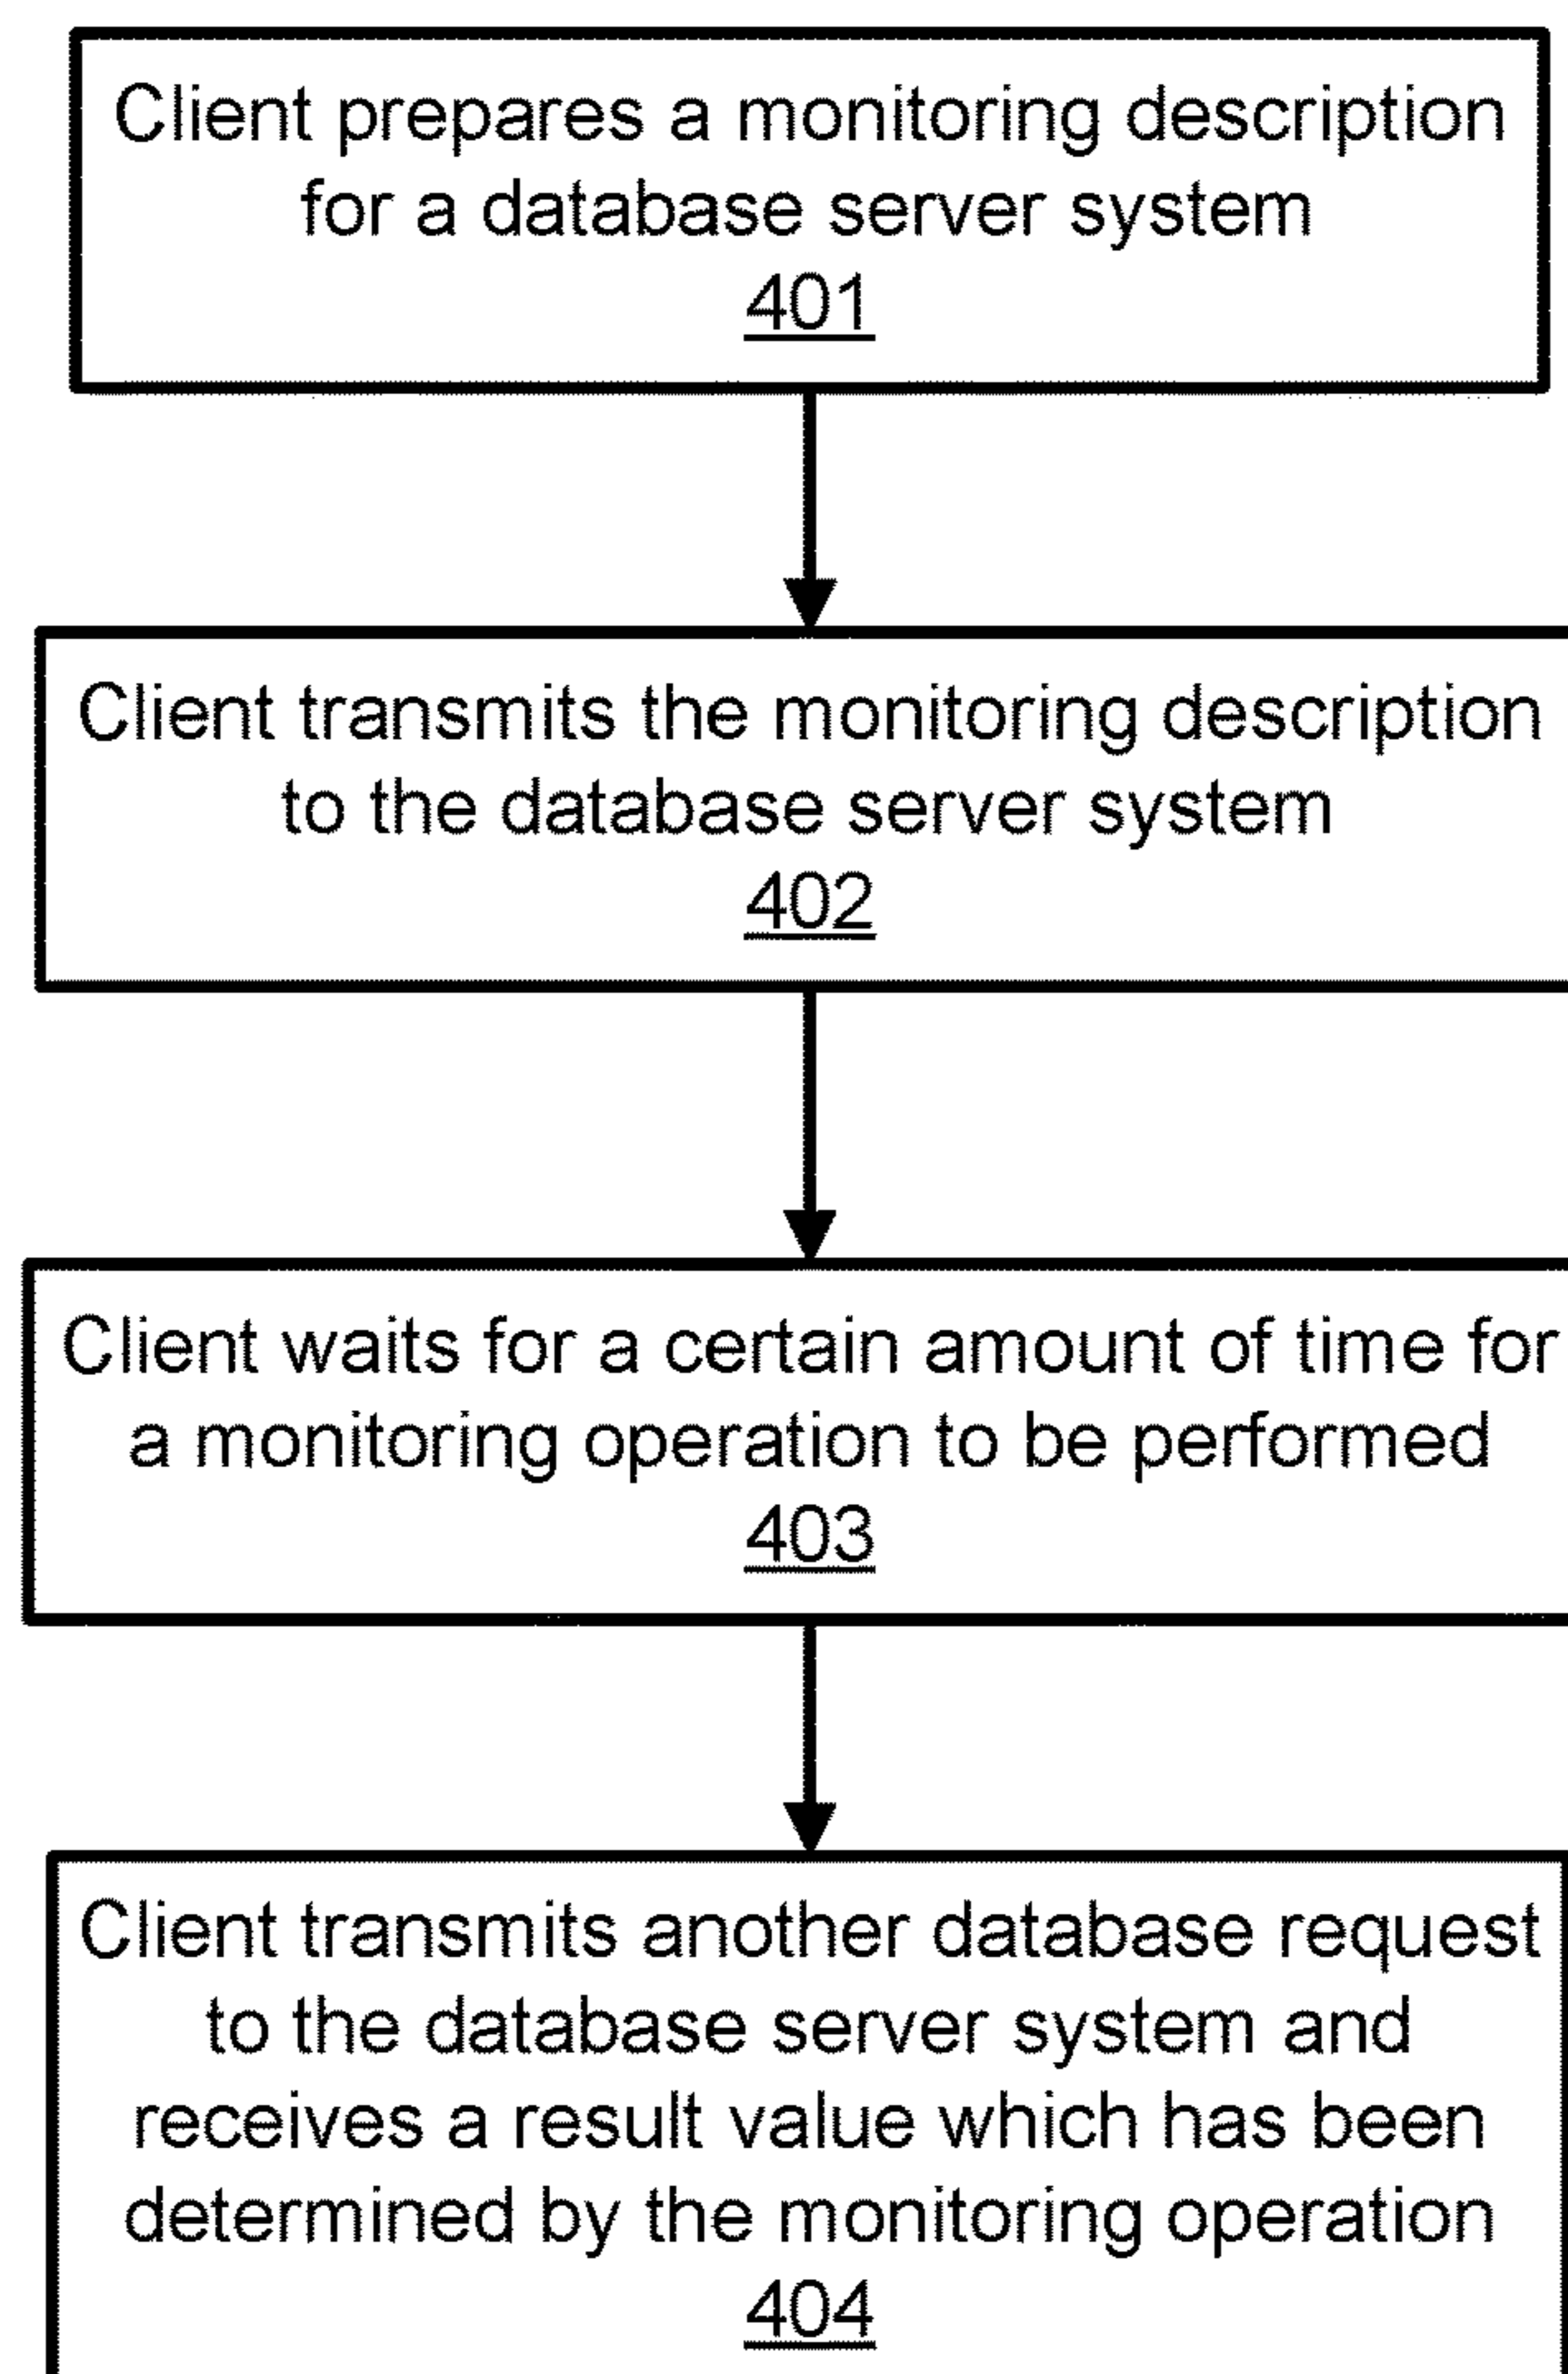 Client prepares a monitoring description
for a database server system
401
Client transmits the monitoring description
to the database server system
402
Client waits for a certain amount of time for
a monitoring operation to be performed
403
Client transmits another database request
to the database server system and
receives a result value which has been
determined by the monitoring operation
404